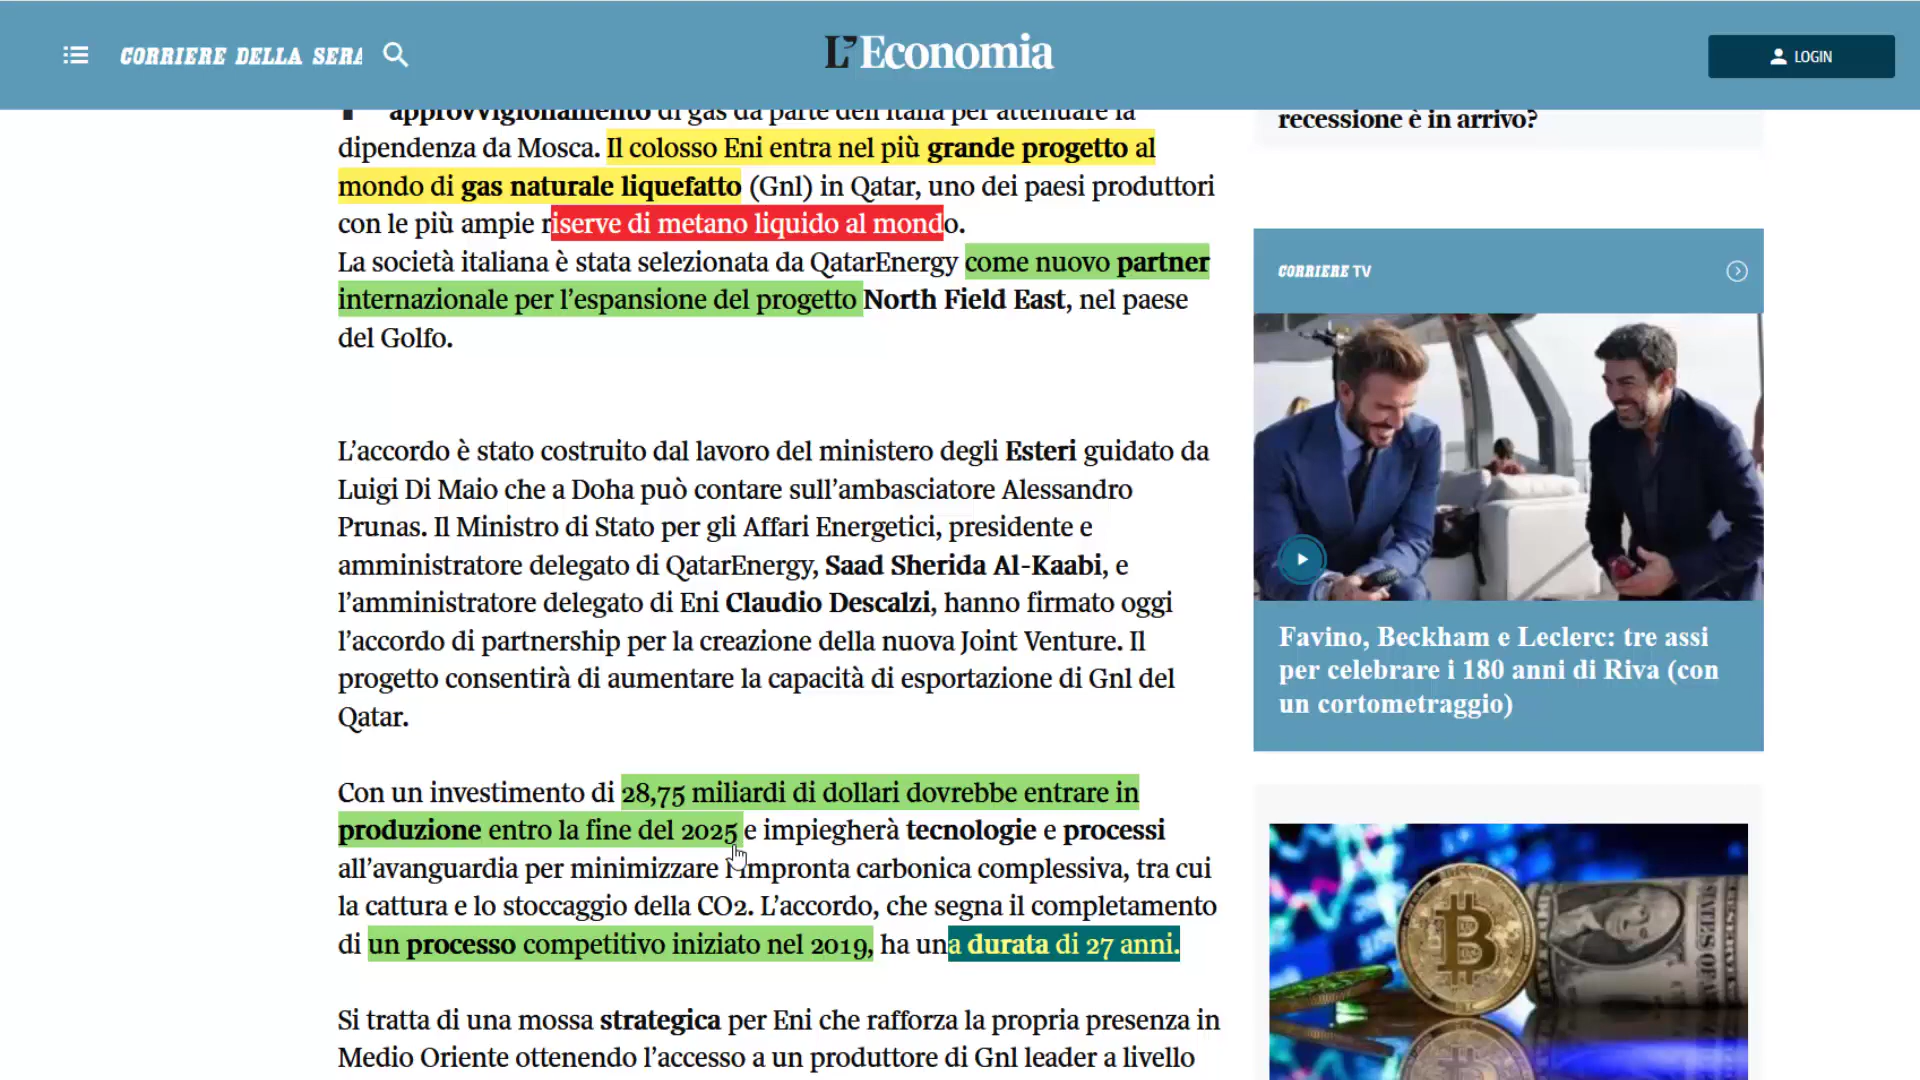 CORRIERE DELLA SERA
L'Economia
LOGIN
approvvigionamento di gas da parte dell'Italia per attenuare la
dipendenza da Mosca. Il colosso Eni entra nel più grande progetto al
mondo di gas naturale liquefatto (Gnl) in Qatar, uno dei paesi produttori
con le più ampie riserve di metano liquido al mondo.
La società italiana è stata selezionata da QatarEnergy come nuovo partner
internazionale per l'espansione del progetto North Field East, nel paese
del Golfo.
L'accordo è stato costruito dal lavoro del ministero degli Esteri guidato da
Luigi Di Maio che a Doha può contare sull'ambasciatore Alessandro
Prunas. Il Ministro di Stato per gli Affari Energetici, presidente e
amministratore delegato di QatarEnergy, Saad Sherida Al-Kaabi, e
l'amministratore delegato di Eni Claudio Descalzi, hanno firmato oggi
l'accordo di partnership per la creazione della nuova Joint Venture. Il
progetto consentirà di aumentare la capacità di esportazione di Gnl del
Qatar.
Con un investimento di 28,75 miliardi di dollari dovrebbe entrare in
produzione entro la fine del 2025 e impiegherà tecnologie e processi
all'avanguardia per minimizzare l'impronta carbonica complessiva, tra cui
la cattura e lo stoccaggio della CO2. L'accordo, che segna il completamento
di un processo competitivo iniziato nel 2019, ha una durata di 27 anni.
Si tratta di una mossa strategica per Eni che rafforza la propria presenza in
Medio Oriente ottenendo l'accesso a un produttore di Gnl leader a livello
recessione è in arrivo?
CORRIERE TV
Favino, Beckham e Leclerc: tre assi
per celebrare i 180 anni di Riva (con
un cortometraggio)